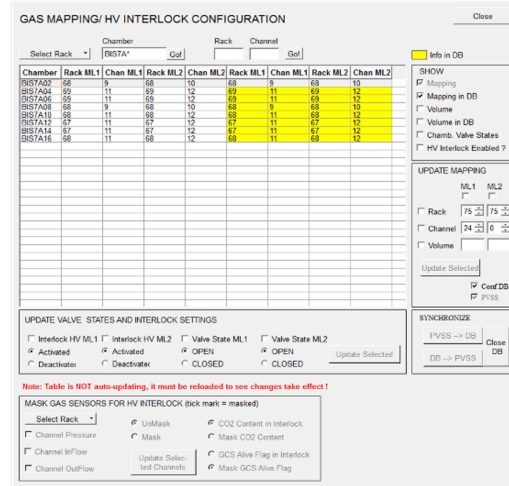 GAS MAPPING/ HV INTERLOCK CONFIGURATION
Close
Chamber Rack Channel
Select Rack BIS7A* Go! Go!
Info in DB
Chamber Rack ML1 Chan ML1 Rack ML2 Chan ML2 Rack ML1 Chan ML1 Rack ML2 Chan ML2
BIS7A02 68 9 68 10 68 9 68 10
BIS7A04 69 11 69 12 69 11 69 12
BIS7A06 69 11 69 12 69 11 69 12
BIS7A08 68 9 68 10 68 9 68 10
BIS7A10 68 11 68 12 68 11 68 12
BIS7A12 67 11 67 12 67 11 67 12
BIS7A14 67 11 67 12 67 11 67 12
BIS7A16 68 11 68 12 68 11 68 12
SHOW
Mapping
Mapping in DB
Volume
Volume in DB
Chamb. Valve States
HV Interlock Enabled ?
UPDATE MAPPING
ML1 ML2
Rack 75 75
Channel 24 0
Volume
Update Selected
Conf DB
PVSS
UPDATE VALVE STATES AND INTERLOCK SETTINGS
Interlock HV ML1 Interlock HV ML2 Valve State ML1 Valve State ML2
Activated Activated OPEN OPEN
Deactivatec Deactivatec CLOSED CLOSED
Update Selected
SYNCHRONIZE
PVSS --> DB
DB --> PVSS
Close
DB
Note: Table is NOT auto-updating, it must be reloaded to see changes take effect !
MASK GAS SENSORS FOR HV INTERLOCK (tick mark = masked)
Select Rack
Channel Pressure
Channel InFlow
Channel OutFlow
UnMask
Mask
Update Selec-
ted Channels
CO2 Content in Interlock
Mask CO2 Content
GCS Alive Flag in Interlock
Mask GCS Alive Flag